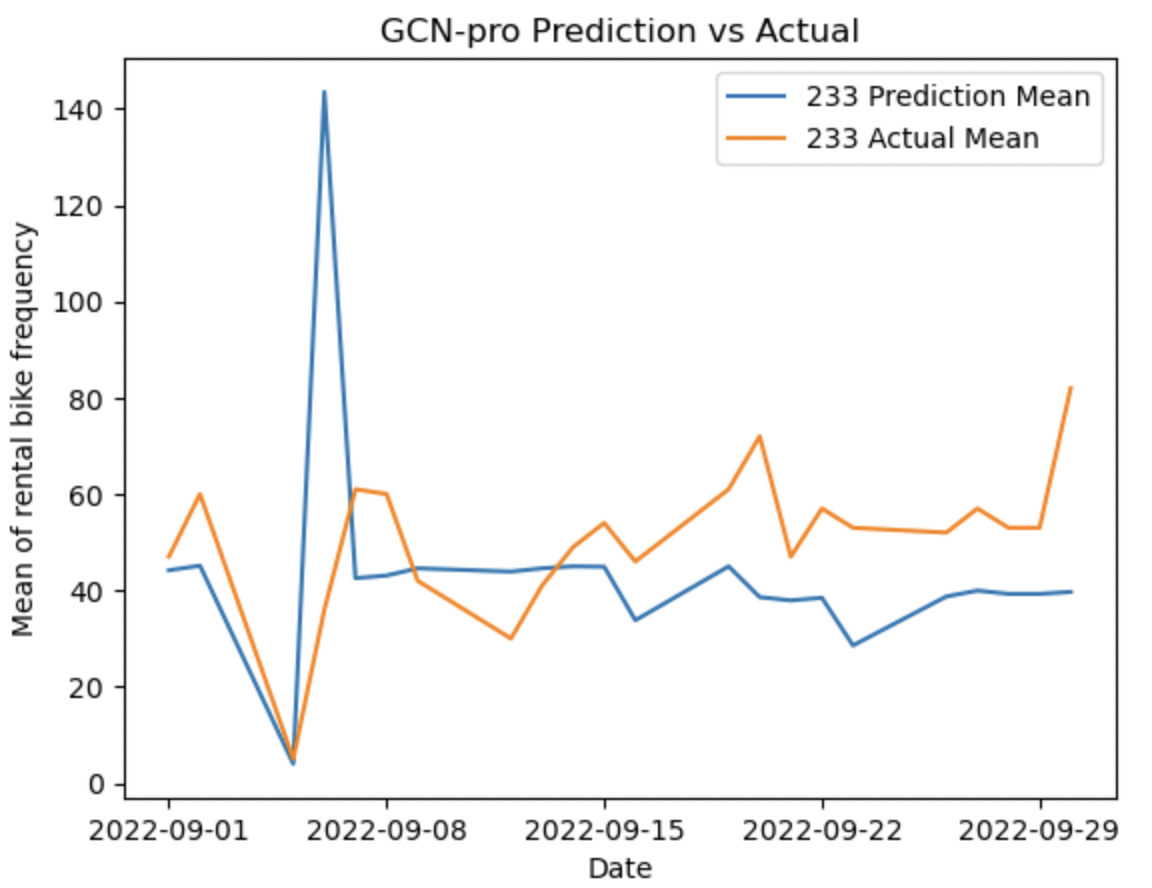 GCN-pro Prediction vs Actual
233 Prediction Mean
233 Actual Mean
Mean of rental bike frequency
140
120
100
80
60
40
20
0
2022-09-01 2022-09-08 2022-09-15 2022-09-22 2022-09-29
Date